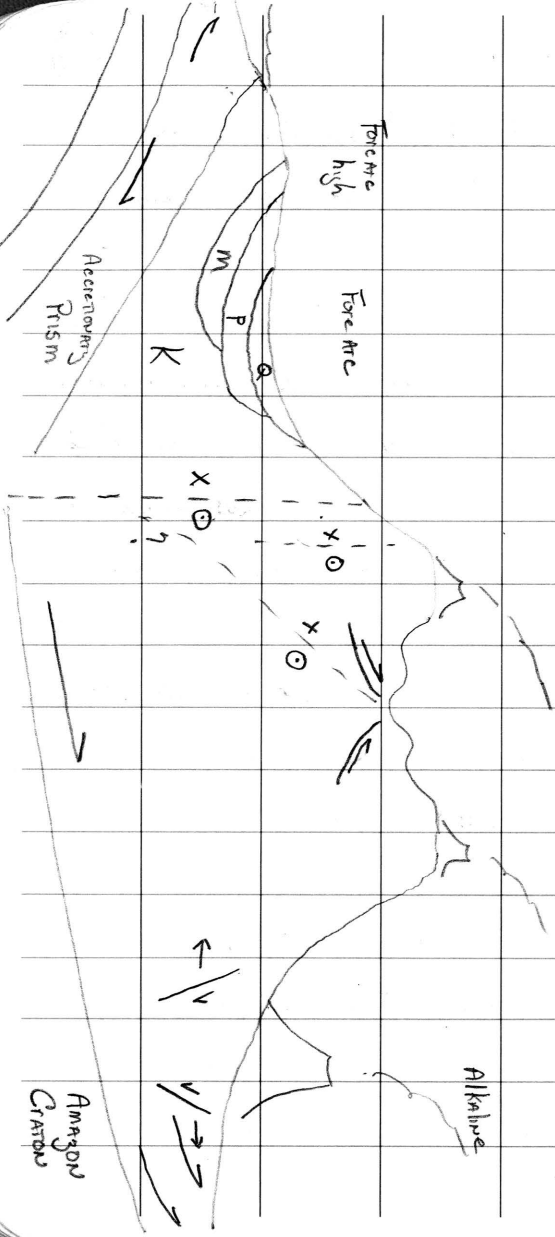 Fore Arc
high
Fore Arc
Alkaline
M
P
Q
K
Accretionary
Prism
x
x
x
?
AMAZON
CRATON